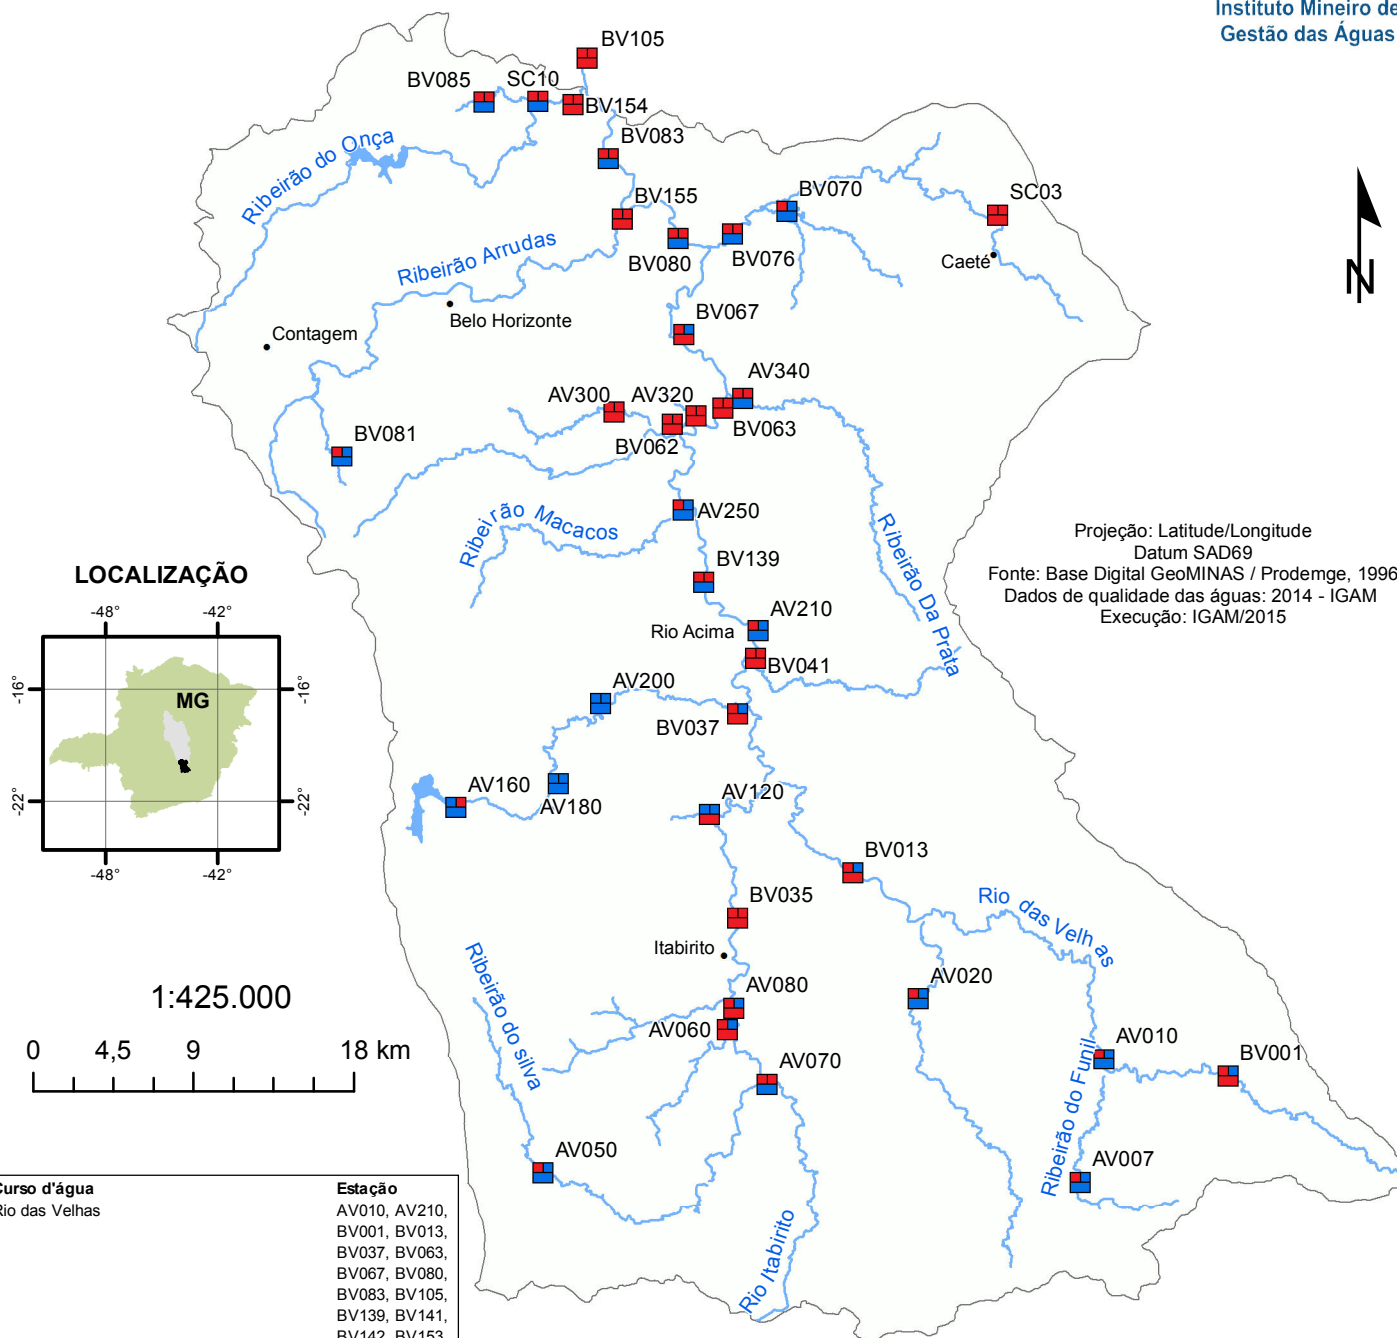 Instituto Mineiro de
Gestão das Águas
BV105
BV085
SC10
BV154
BV083
Ribeirão do Onça
BV155
BV070
SC03
BV080
BV076
Caeté
Ribeirão Arrudas
N
Belo Horizonte
Contagem
BV067
AV340
AV300
AV320
BV063
BV062
BV081
AV250
Ribeirão Macacos
Ribeirão Da Prata
Projeção: Latitude/Longitude
Datum SAD69
Fonte: Base Digital GeoMINAS / Prodemge, 1996
Dados de qualidade das águas: 2014 - IGAM
Execução: IGAM/2015
BV139
LOCALIZAÇÃO
-48°
-42°
AV210
Rio Acima
BV041
-16°
MG
-16°
AV200
BV037
AV160
AV180
AV120
-22°
-22°
-48°
-42°
BV013
BV035
Rio das Velhas
Itabirito
Ribeirão do silva
AV020
1:425.000
AV080
AV060
0
4,5
9
18 km
AV070
AV010
BV001
Ribeirão do Funil
AV050
AV007
Rio Itabirito
Curso d'água
Estação
Rio das Velhas
AV010, AV210,
BV001, BV013,
BV037, BV063,
BV067, BV080,
BV083, BV105,
BV139, BV141,
BV142, BV153